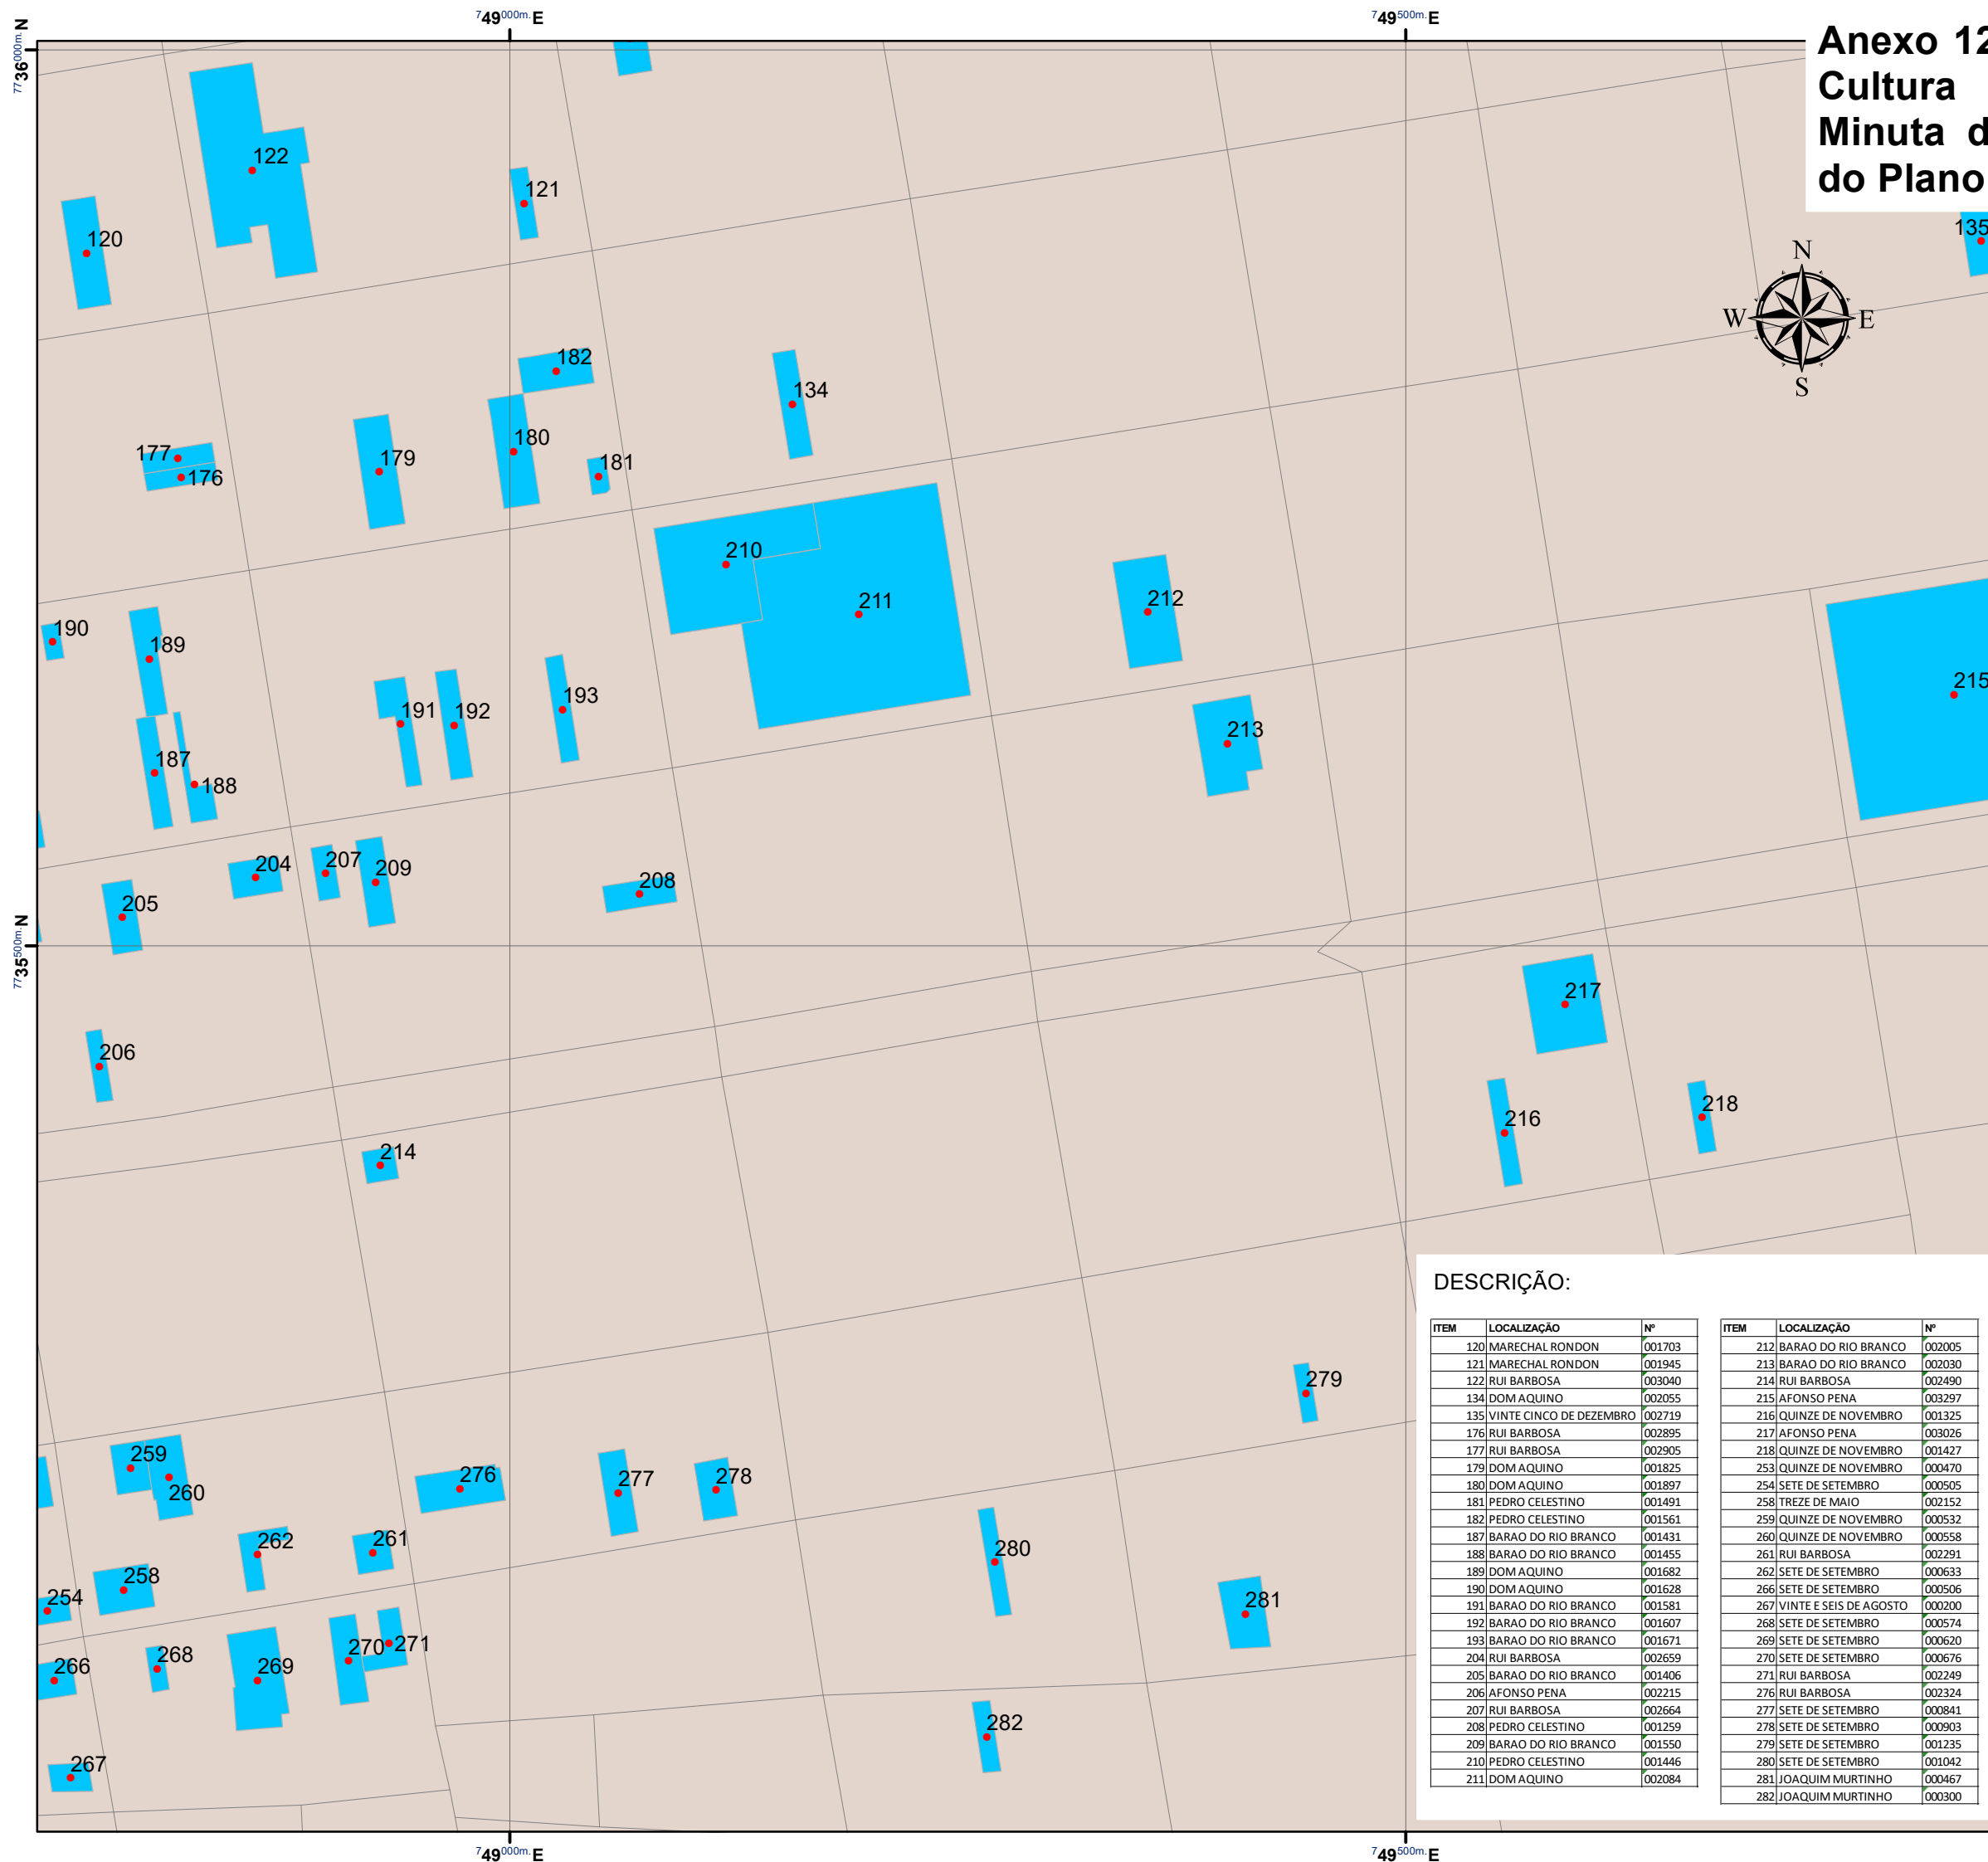 749000m.E
749500m.E
7736000m.N
Anexo 12
Cultura
Minuta d
do Plano
122
121
120
135
N
W
E
S
182
134
177
176
179
180
181
210
211
212
190
189
191
192
193
213
215
187
188
204
207
209
208
205
7735500m.N
217
206
216
218
214
279
259
260
276
277
278
262
261
280
258
254
281
268
270
271
266
269
282
267
DESCRIÇÃO:
ITEM LOCALIZAÇÃO Nº
120 MARECHAL RONDON 001703
121 MARECHAL RONDON 001945
122 RUI BARBOSA 003040
134 DOM AQUINO 002055
135 VINTE CINCO DE DEZEMBRO 002719
176 RUI BARBOSA 002895
177 RUI BARBOSA 002905
179 DOM AQUINO 001825
180 DOM AQUINO 001897
181 PEDRO CELESTINO 001491
182 PEDRO CELESTINO 001561
187 BARAO DO RIO BRANCO 001431
188 BARAO DO RIO BRANCO 001455
189 DOM AQUINO 001682
190 DOM AQUINO 001628
191 BARAO DO RIO BRANCO 001581
192 BARAO DO RIO BRANCO 001607
193 BARAO DO RIO BRANCO 001671
204 RUI BARBOSA 002659
205 BARAO DO RIO BRANCO 001406
206 AFONSO PENA 002215
207 RUI BARBOSA 002664
208 PEDRO CELESTINO 001259
209 BARAO DO RIO BRANCO 001550
210 PEDRO CELESTINO 001446
211 DOM AQUINO 002084
ITEM LOCALIZAÇÃO Nº
212 BARAO DO RIO BRANCO 002005
213 BARAO DO RIO BRANCO 002030
214 RUI BARBOSA 002490
215 AFONSO PENA 003297
216 QUINZE DE NOVEMBRO 001325
217 AFONSO PENA 003026
218 QUINZE DE NOVEMBRO 001427
253 QUINZE DE NOVEMBRO 000470
254 SETE DE SETEMBRO 000505
258 TREZE DE MAIO 002152
259 QUINZE DE NOVEMBRO 000532
260 QUINZE DE NOVEMBRO 000558
261 RUI BARBOSA 002291
262 SETE DE SETEMBRO 000633
266 SETE DE SETEMBRO 000506
267 VINTE E SEIS DE AGOSTO 000200
268 SETE DE SETEMBRO 000574
269 SETE DE SETEMBRO 000620
270 SETE DE SETEMBRO 000676
271 RUI BARBOSA 002249
276 RUI BARBOSA 002324
277 SETE DE SETEMBRO 000841
278 SETE DE SETEMBRO 000903
279 SETE DE SETEMBRO 001235
280 SETE DE SETEMBRO 001042
281 JOAQUIM MURTINHO 000467
282 JOAQUIM MURTINHO 000300
749000m.E
749500m.E